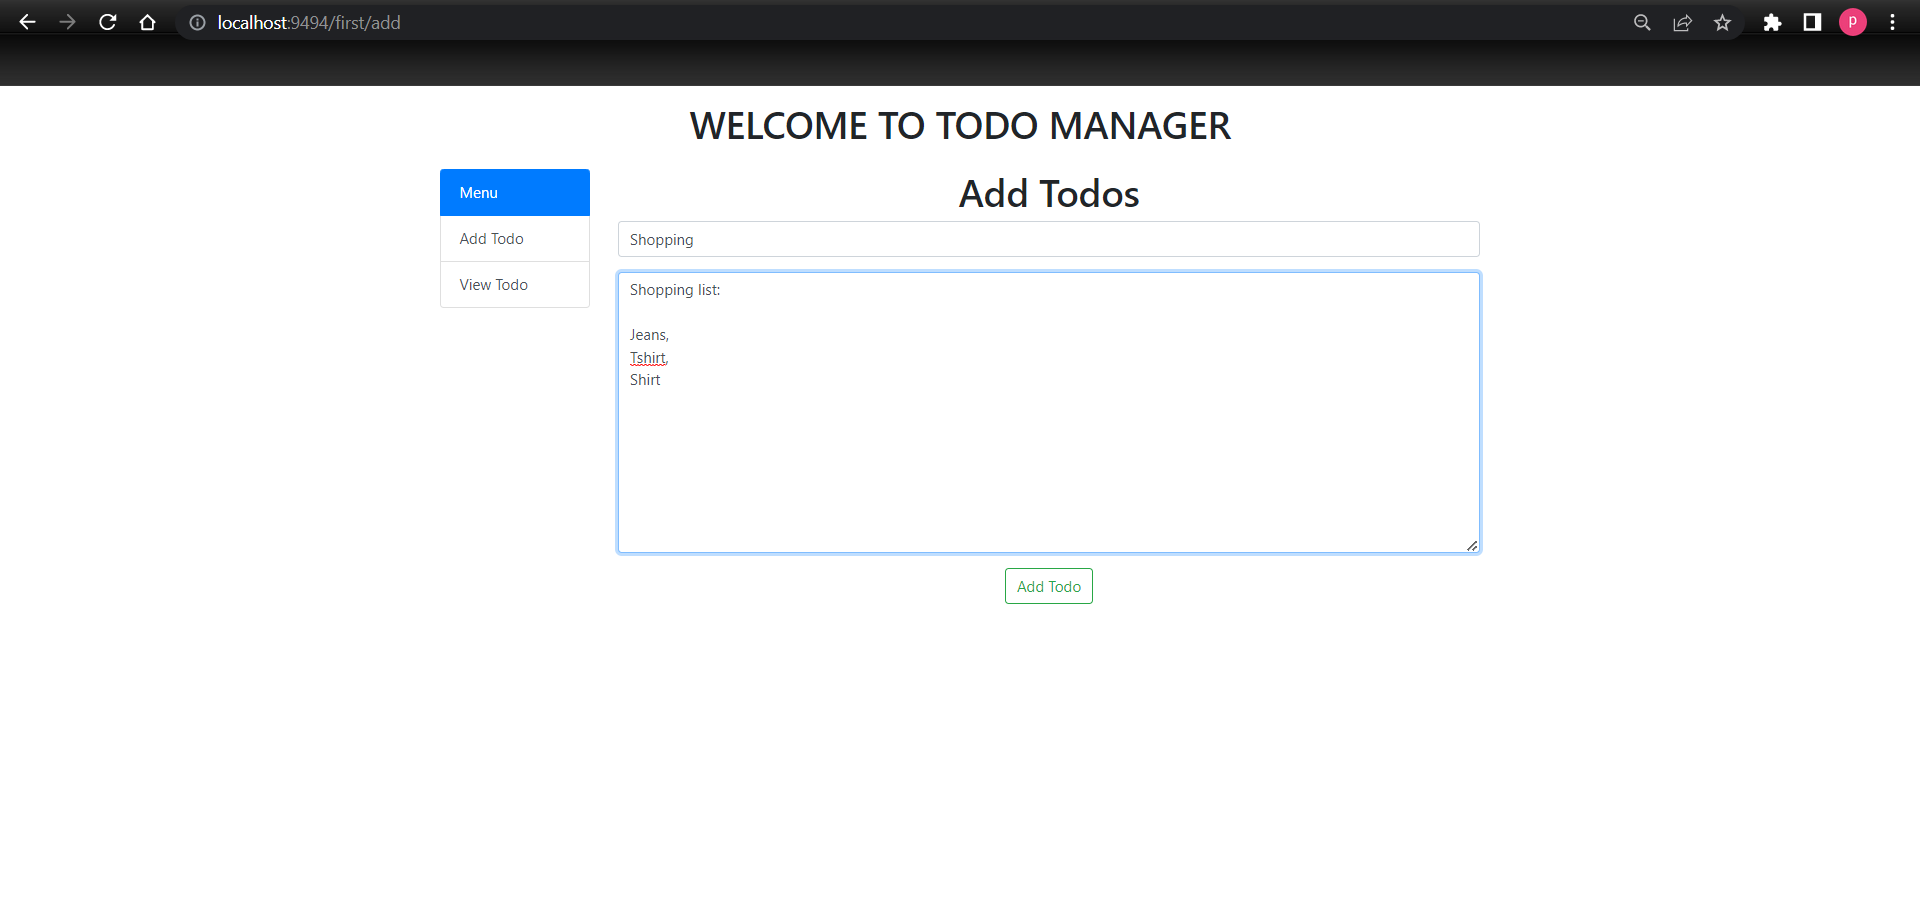 localhost:9494/first/add
P
WELCOME TO TODO MANAGER
Menu
Add Todo
View Todo
Add Todos
Shopping
Shopping list:
Jeans,
Tshirt,
Shirt
Add Todo